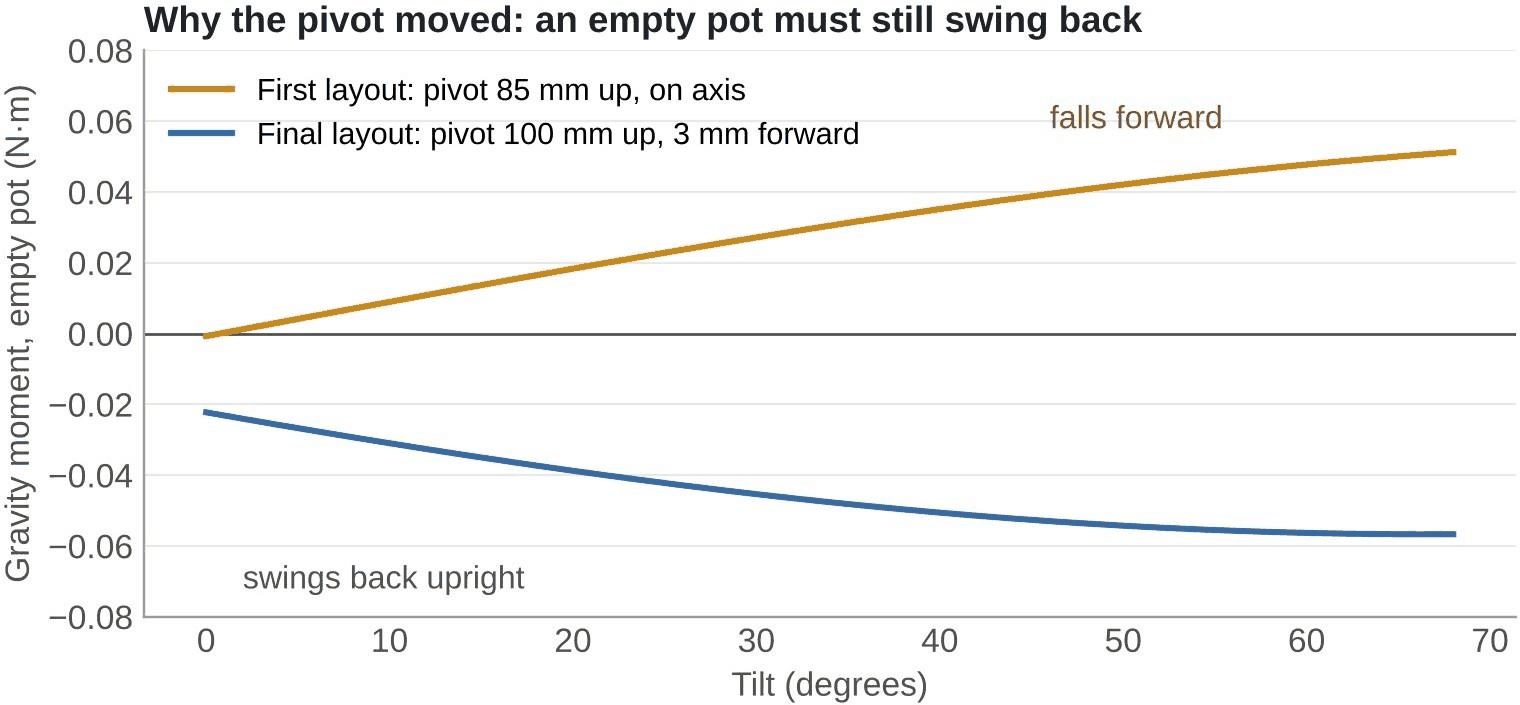 Why the pivot moved: an empty pot must still swing back
Gravity moment, empty pot (N·m)
0.08
0.06
0.04
0.02
0.00
−0.02
−0.04
−0.06
−0.08
First layout: pivot 85 mm up, on axis
Final layout: pivot 100 mm up, 3 mm forward
falls forward
swings back upright
0 10 20 30 40 50 60 70
Tilt (degrees)